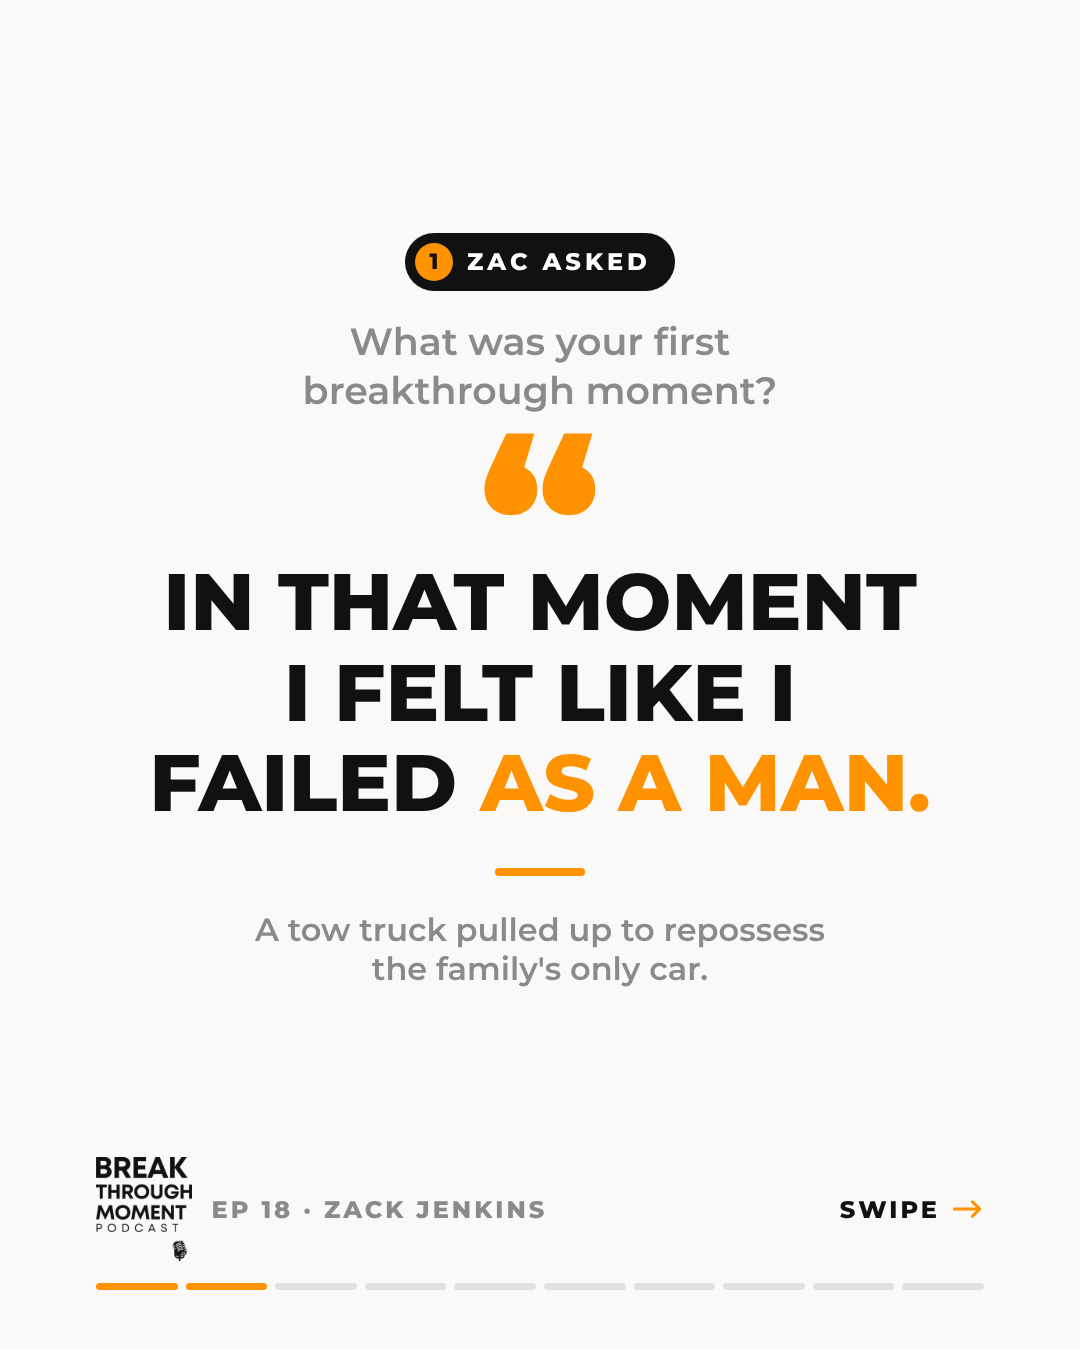 1 ZAC ASKED
What was your first
breakthrough moment?
“
IN THAT MOMENT
I FELT LIKE I
FAILED AS A MAN.
A tow truck pulled up to repossess
the family's only car.
BREAK
THROUGH
MOMENT
PODCAST
EP 18 · ZACK JENKINS
SWIPE →